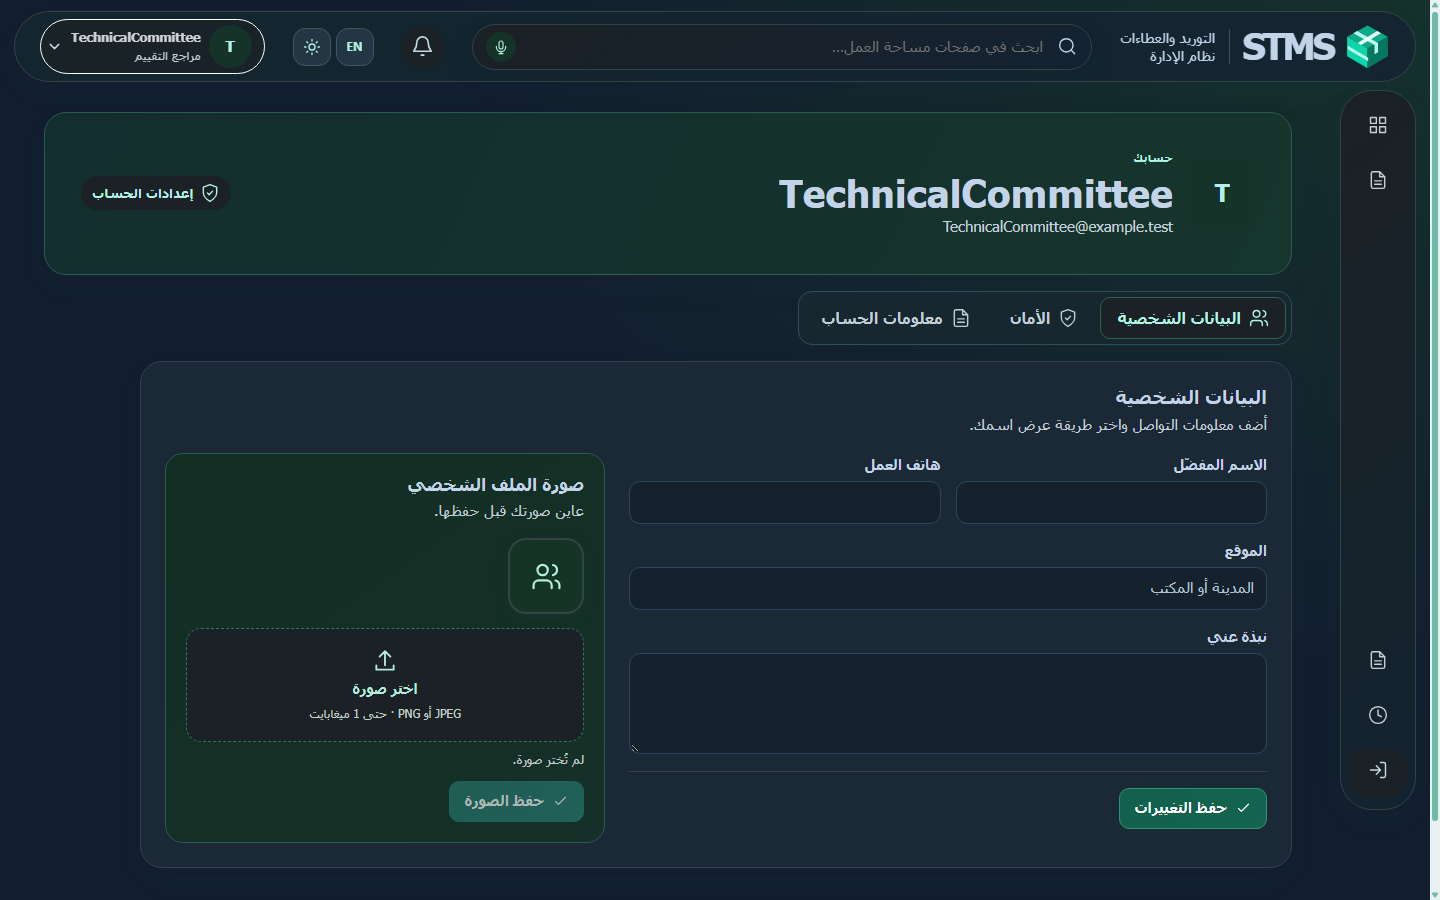 STMS
التوريد والعطاءات
نظام الإدارة
ابحث في صفحات مساحة العمل...
EN
T
TechnicalCommittee
مراجع التقييم
حسابك
T
TechnicalCommittee
TechnicalCommittee@example.test
إعدادات الحساب
البيانات الشخصية
الأمان
معلومات الحساب
البيانات الشخصية
أضف معلومات التواصل واختر طريقة عرض اسمك.
الاسم المفضّل
هاتف العمل
الموقع
المدينة أو المكتب
نبذة عني
حفظ التغييرات
صورة الملف الشخصي
عاين صورتك قبل حفظها.
اختر صورة
JPEG أو PNG · حتى 1 ميغابايت
لم تُختر صورة.
حفظ الصورة